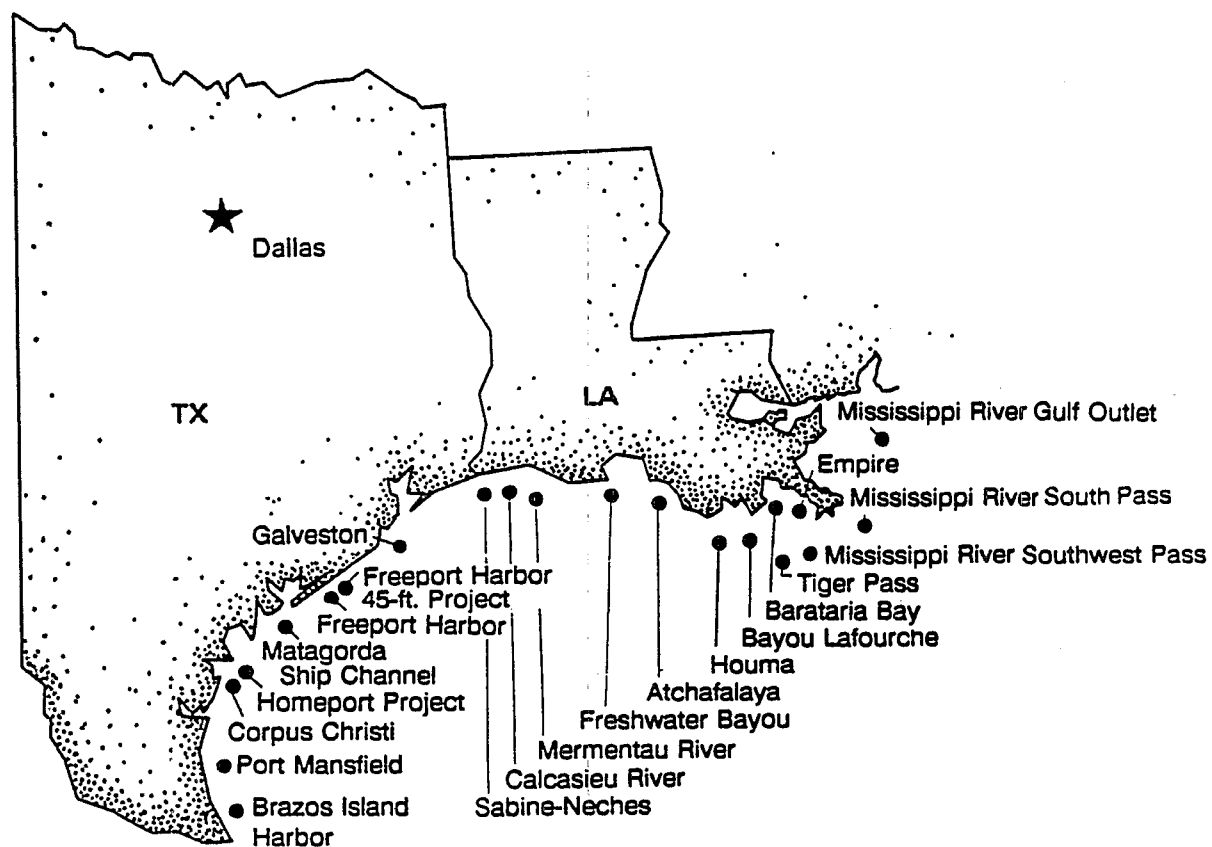 Dallas
TX
LA
Mississippi River Gulf Outlet
Empire
Mississippi River South Pass
Mississippi River Southwest Pass
Tiger Pass
Barataria Bay
Bayou Lafourche
Houma
Atchafalaya
Freshwater Bayou
Mermentau River
Calcasieu River
Sabine-Neches
Galveston
Freeport Harbor
45-ft. Project
Freeport Harbor
Matagorda
Ship Channel
Homeport Project
Corpus Christi
Port Mansfield
Brazos Island
Harbor